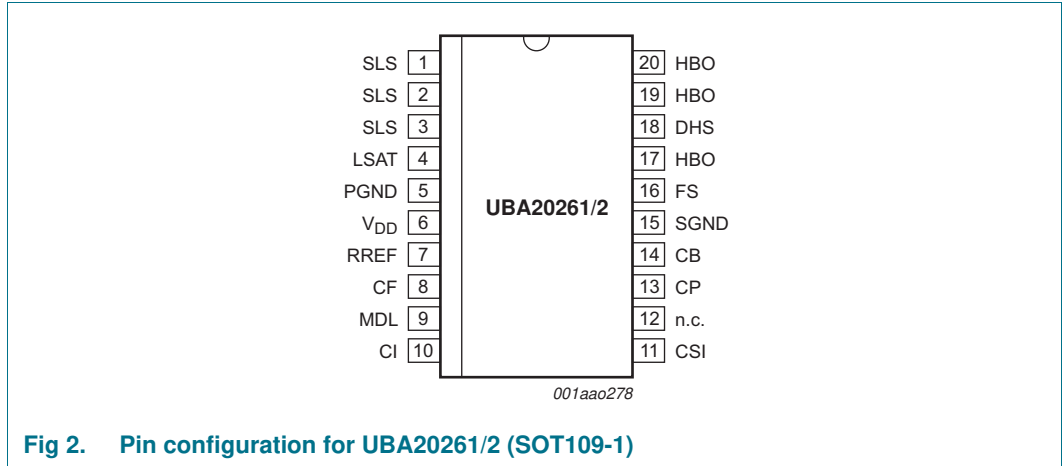 SLS 1
SLS 2
SLS 3
LSAT 4
PGND 5
VDD 6
RREF 7
CF 8
MDL 9
CI 10
UBA20261/2
20 HBO
19 HBO
18 DHS
17 HBO
16 FS
15 SGND
14 CB
13 CP
12 n.c.
11 CSI
001aao278
Fig 2. Pin configuration for UBA20261/2 (SOT109-1)